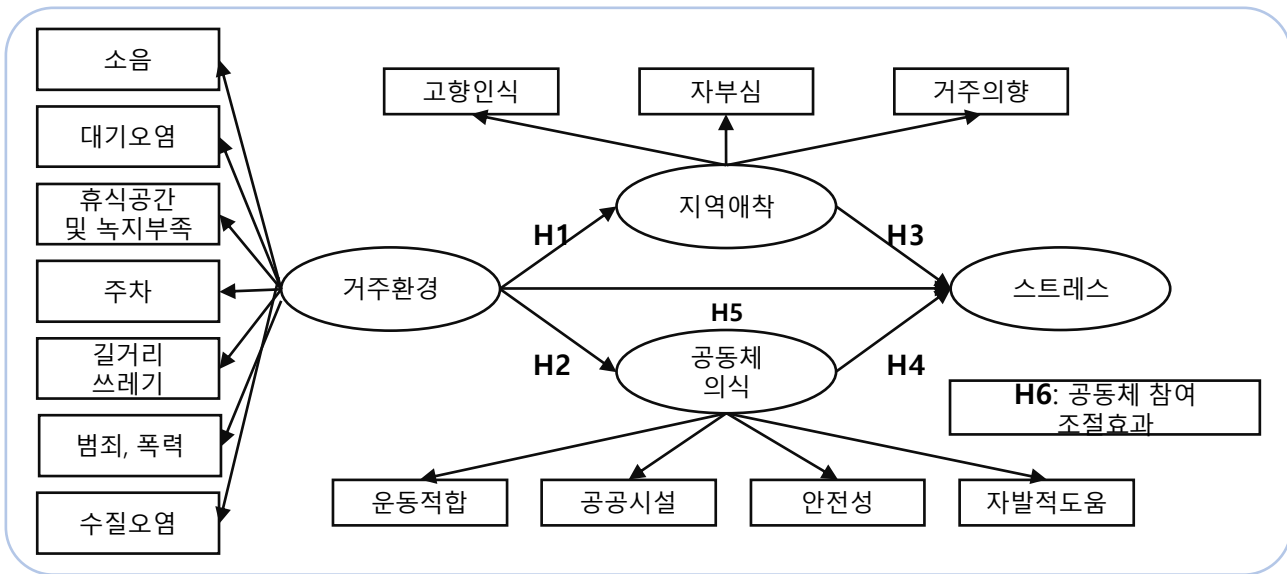 소음
대기오염
휴식공간
및 녹지부족
주차
길거리
쓰레기
범죄, 폭력
수질오염
고향인식
자부심
거주의향
지역애착
H1
H3
거주환경
스트레스
H5
H2
공동체
의식
H4
H6: 공동체 참여
조절효과
운동적합
공공시설
안전성
자발적도움